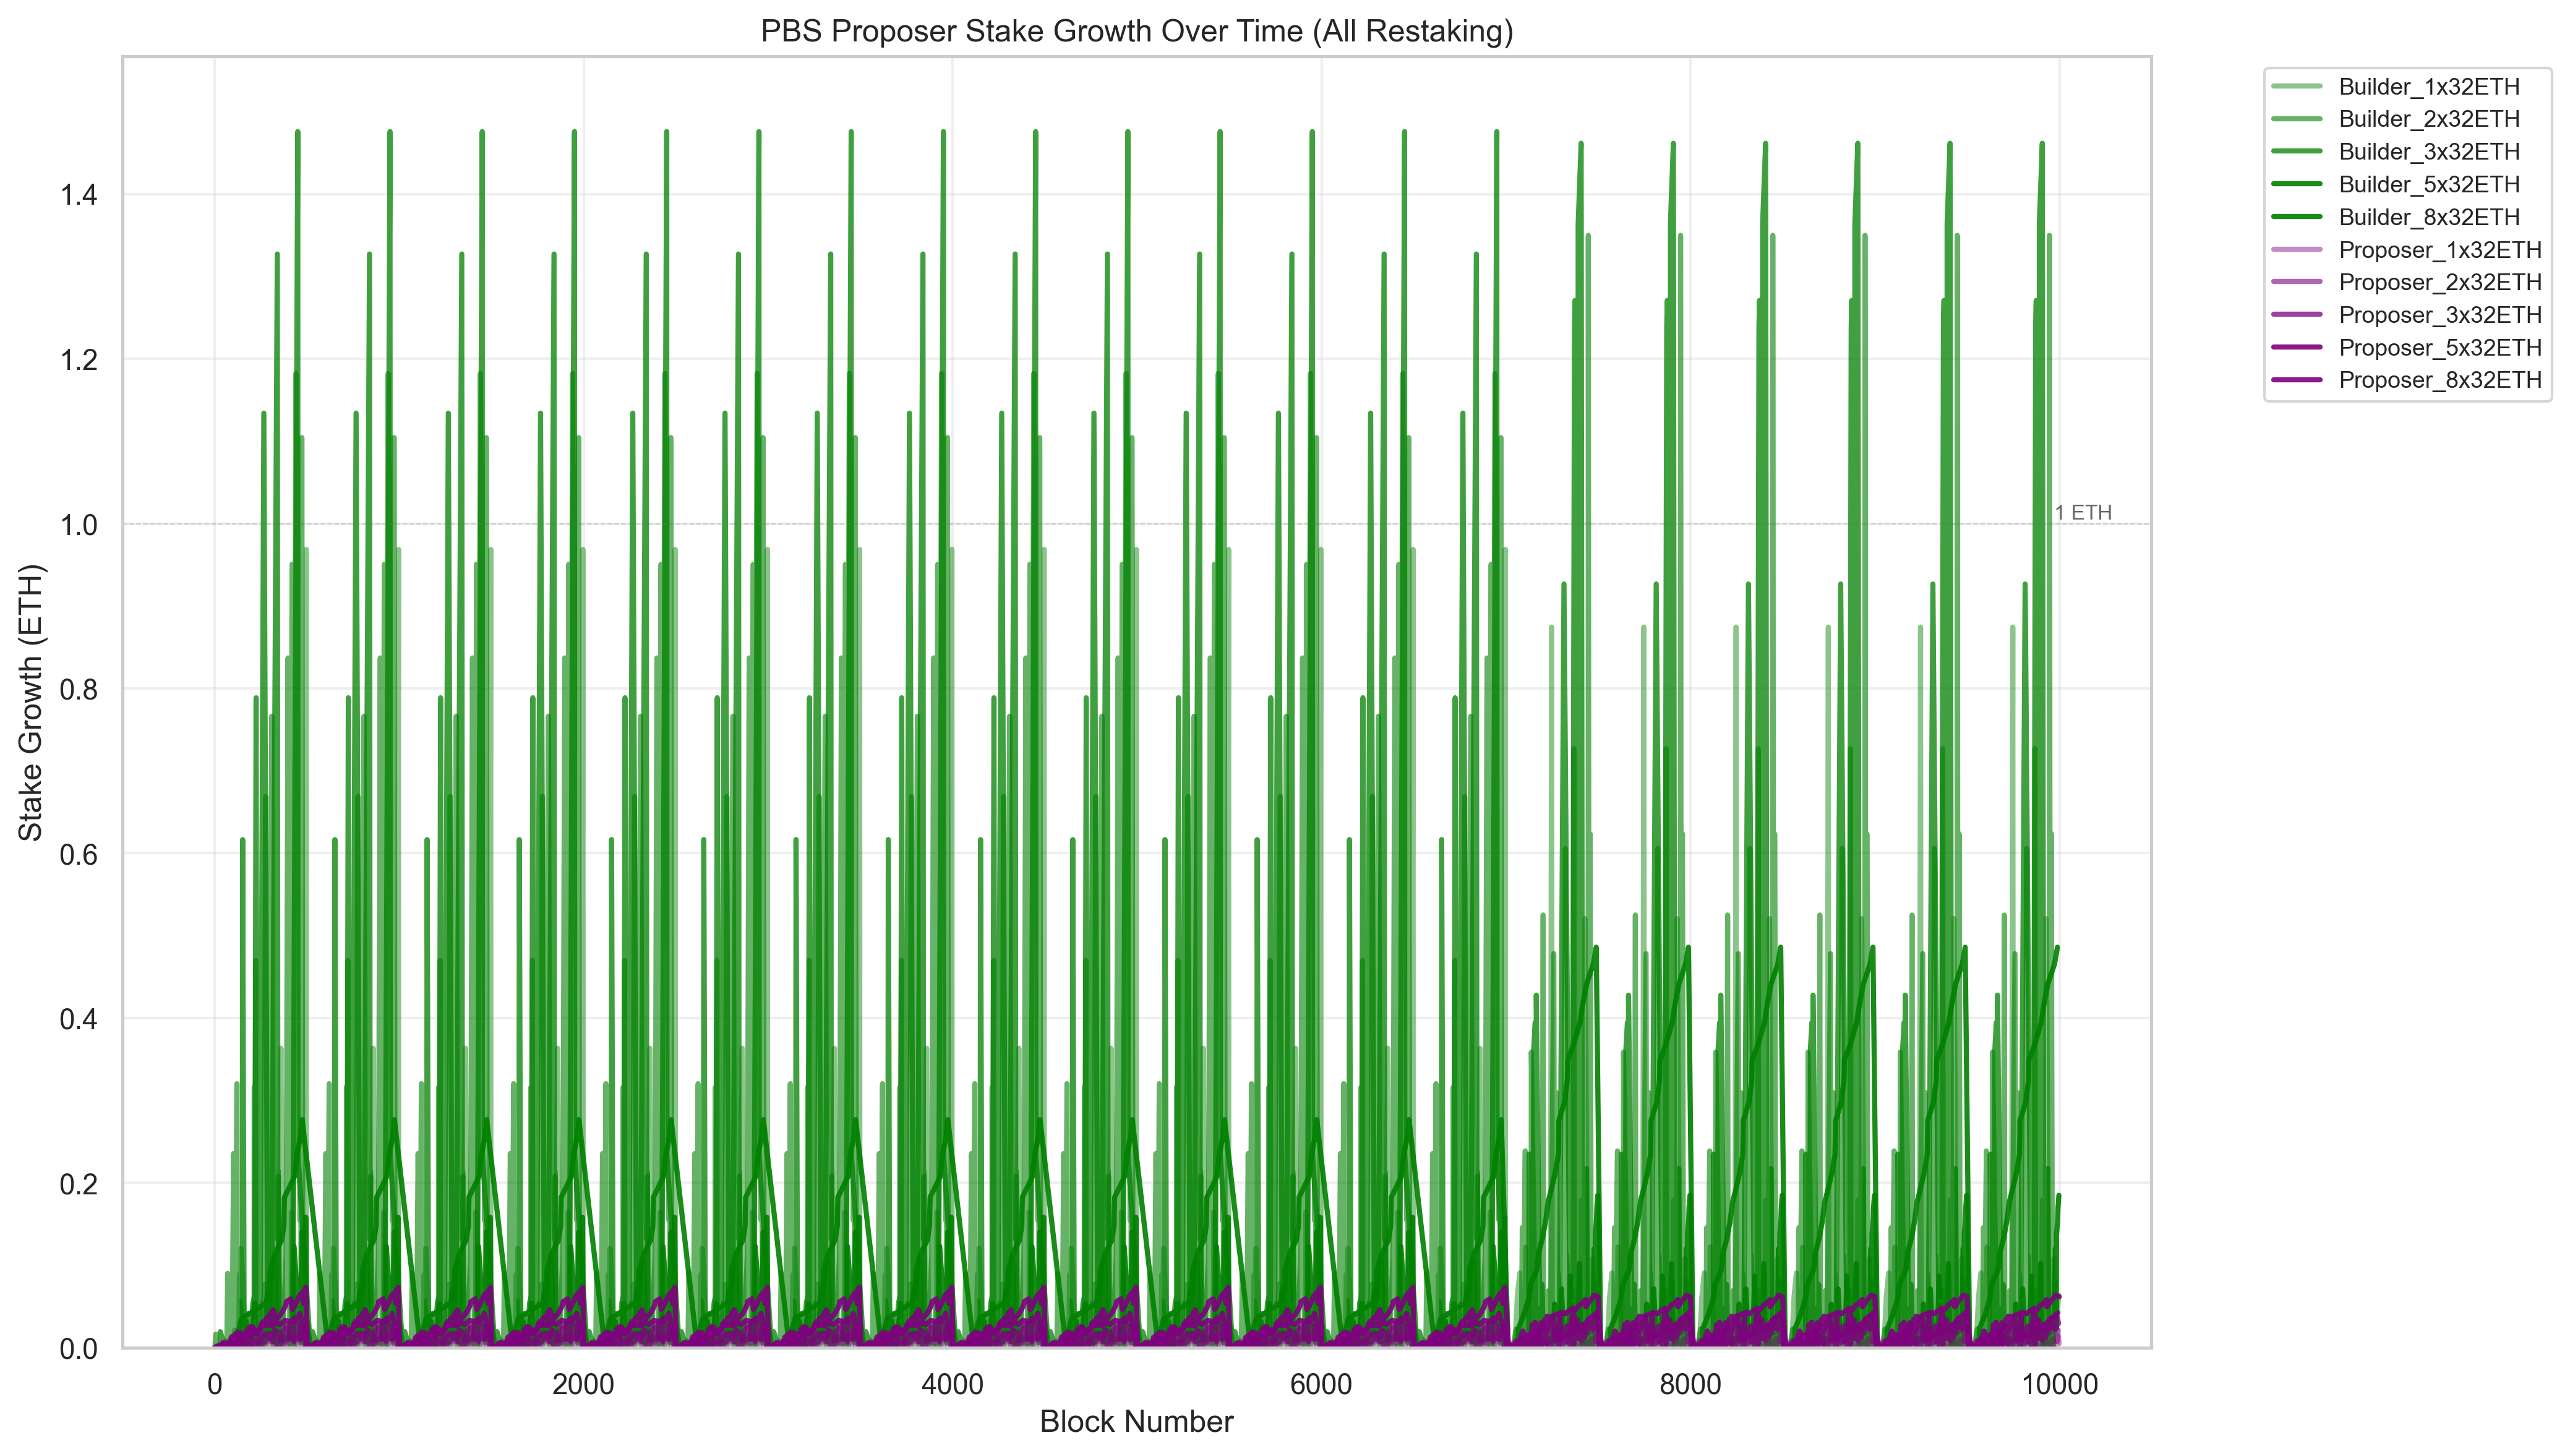 PBS Proposer Stake Growth Over Time (All Restaking)
Stake Growth (ETH)
1.4
1.2
1.0
0.8
0.6
0.4
0.2
0.0
1 ETH
0
2000
4000
6000
8000
10000
Block Number
Builder_1x32ETH
Builder_2x32ETH
Builder_3x32ETH
Builder_5x32ETH
Builder_8x32ETH
Proposer_1x32ETH
Proposer_2x32ETH
Proposer_3x32ETH
Proposer_5x32ETH
Proposer_8x32ETH